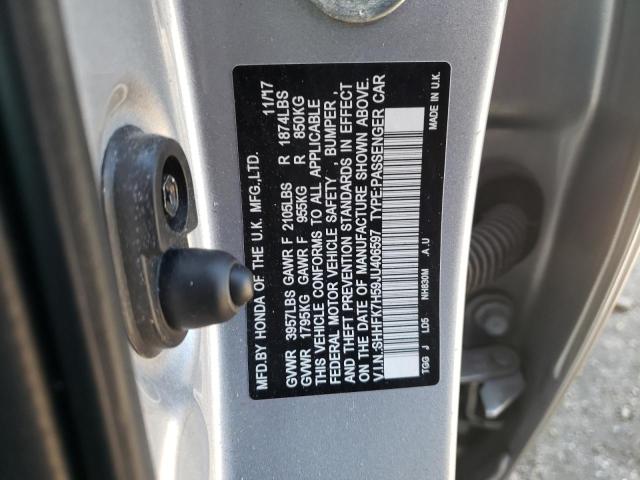 MFD.BY HONDA OF THE U.K. MFG.,LTD. 11/17
GVWR 3957LBS GAWR F 2105LBS R 1874LBS
GVWR 1795KG GAWR F 955KG R 850KG
THIS VEHICLE CONFORMS TO ALL APPLICABLE
FEDERAL MOTOR VEHICLE SAFETY , BUMPER ,
AND THEFT PREVENTION STANDARDS IN EFFECT
ON THE DATE OF MANUFACTURE SHOWN ABOVE.
V.I.N.:SHHFK7H59JU406597 TYPE:PASSENGER CAR
TGG J LD5 NH830M A.U MADE IN U.K.